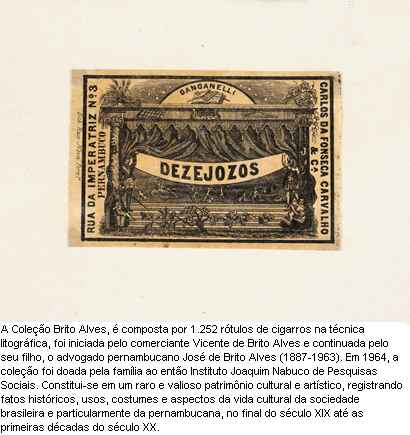 GANGANELLI
RUA DA IMPERATRIZ Nº 3
PERNAMBUCO
DEZEJOZOS
CARLOS DA FONSECA CARVALHO
& Cª
A Coleção Brito Alves, é composta por 1.252 rótulos de cigarros na técnica
litográfica, foi iniciada pelo comerciante Vicente de Brito Alves e continuada pelo
seu filho, o advogado pernambucano José de Brito Alves (1887-1963). Em 1964, a
coleção foi doada pela família ao então Instituto Joaquim Nabuco de Pesquisas
Sociais. Constitui-se em um raro e valioso patrimônio cultural e artístico, registrando
fatos históricos, usos, costumes e aspectos da vida cultural da sociedade
brasileira e particularmente da pernambucana, no final do século XIX até as
primeiras décadas do século XX.